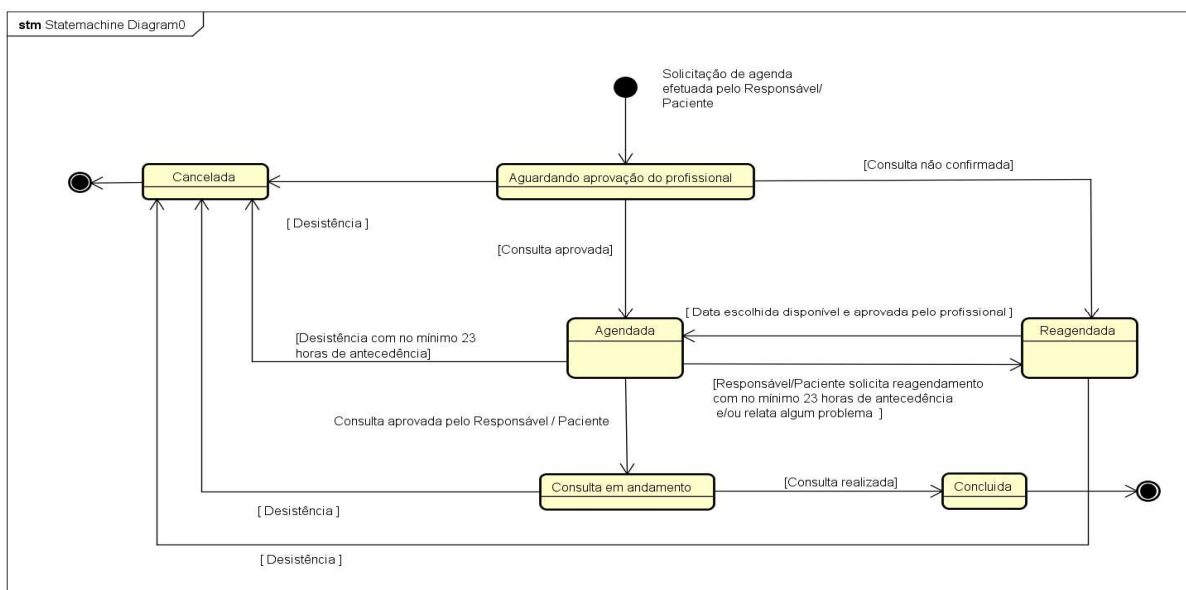 stm Statemachine Diagram0
Solicitação de agenda
efetuada pelo Responsável/
Paciente
Cancelada
Aguardando aprovação do profissional
[Consulta não confirmada]
[ Desistência ]
[Consulta aprovada]
[ Data escolhida disponível e aprovada pelo profissional ]
Agendada
Reagendada
[Desistência com no mínimo 23
horas de antecedência]
[Responsável/Paciente solicita reagendamento
com no mínimo 23 horas de antecedência
e/ou relata algum problema ]
Consulta aprovada pelo Responsável / Paciente
Consulta em andamento
[Consulta realizada]
Concluida
[ Desistência ]
[ Desistência ]